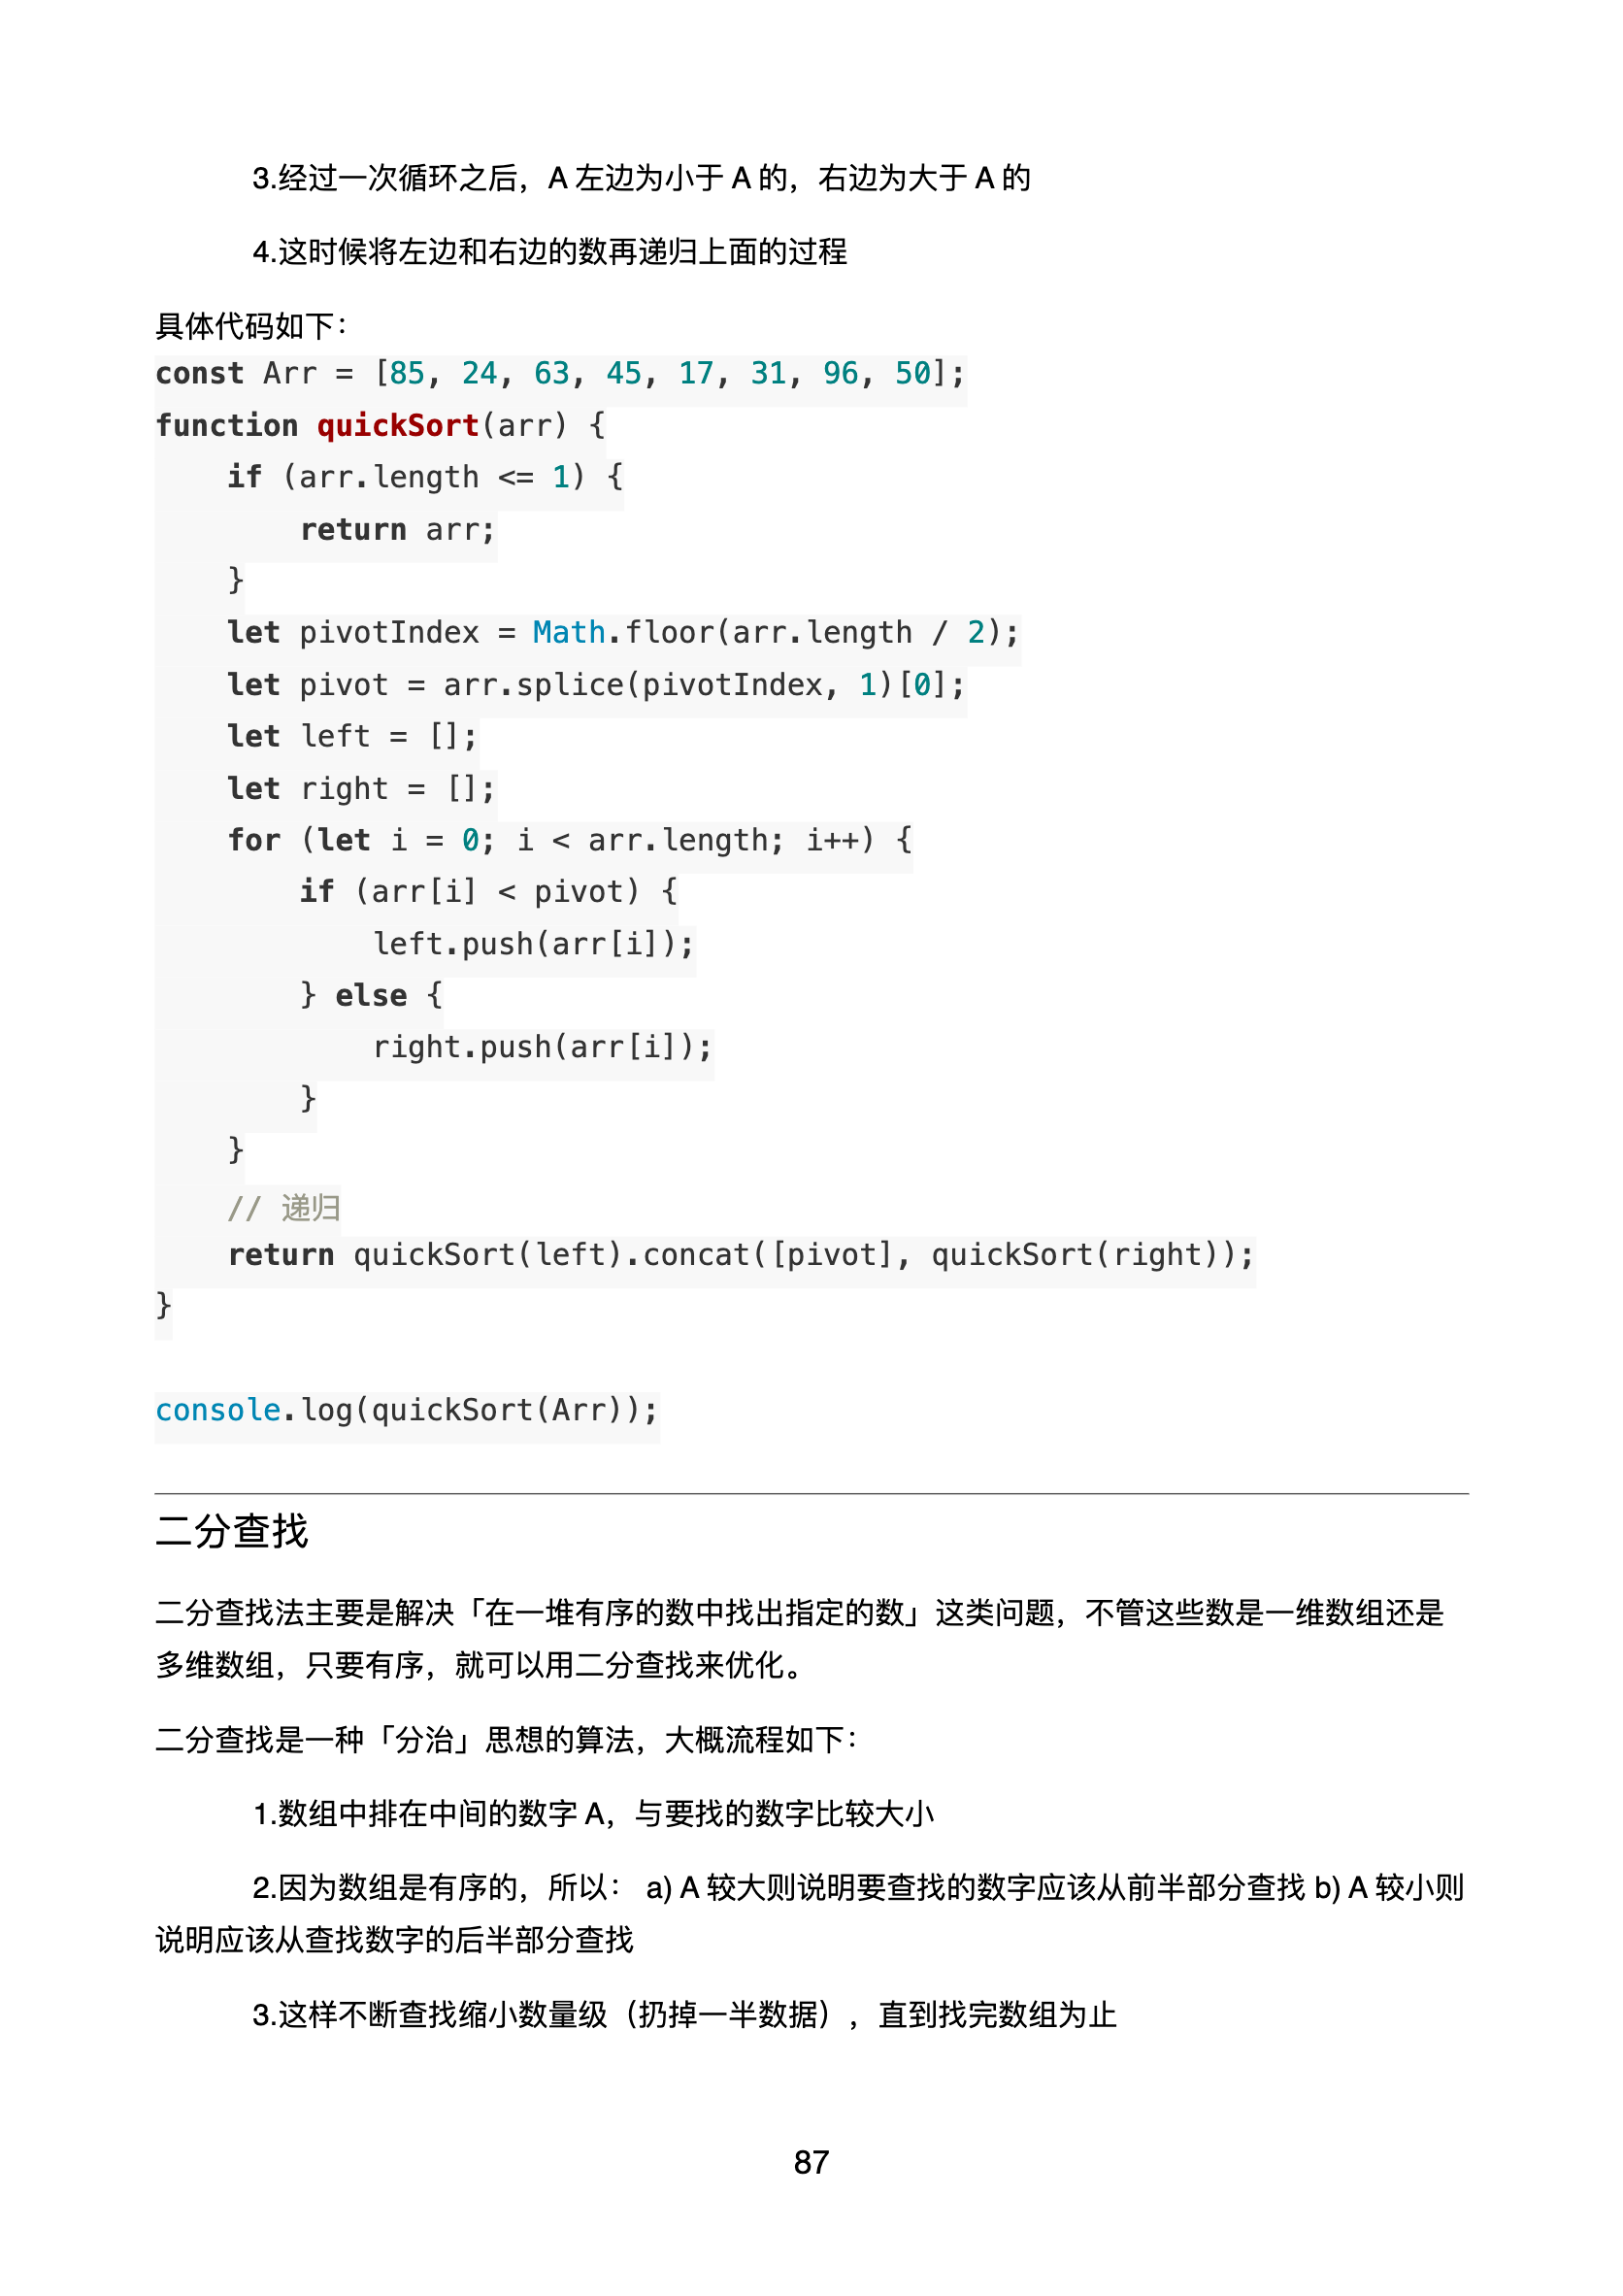 3.经过一次循环之后，A 左边为小于 A 的，右边为大于 A 的
4.这时候将左边和右边的数再递归上面的过程
具体代码如下：
const Arr = [85, 24, 63, 45, 17, 31, 96, 50];
function quickSort(arr) {
    if (arr.length <= 1) {
        return arr;
    }
    let pivotIndex = Math.floor(arr.length / 2);
    let pivot = arr.splice(pivotIndex, 1)[0];
    let left = [];
    let right = [];
    for (let i = 0; i < arr.length; i++) {
        if (arr[i] < pivot) {
            left.push(arr[i]);
        } else {
            right.push(arr[i]);
        }
    }
    // 递归
    return quickSort(left).concat([pivot], quickSort(right));
}
console.log(quickSort(Arr));
二分查找
二分查找法主要是解决「在一堆有序的数中找出指定的数」这类问题，不管这些数是一维数组还是
多维数组，只要有序，就可以用二分查找来优化。
二分查找是一种「分治」思想的算法，大概流程如下：
1.数组中排在中间的数字 A，与要找的数字比较大小
2.因为数组是有序的，所以： a) A 较大则说明要查找的数字应该从前半部分查找 b) A 较小则
说明应该从查找数字的后半部分查找
3.这样不断查找缩小数量级（扔掉一半数据），直到找完数组为止
87